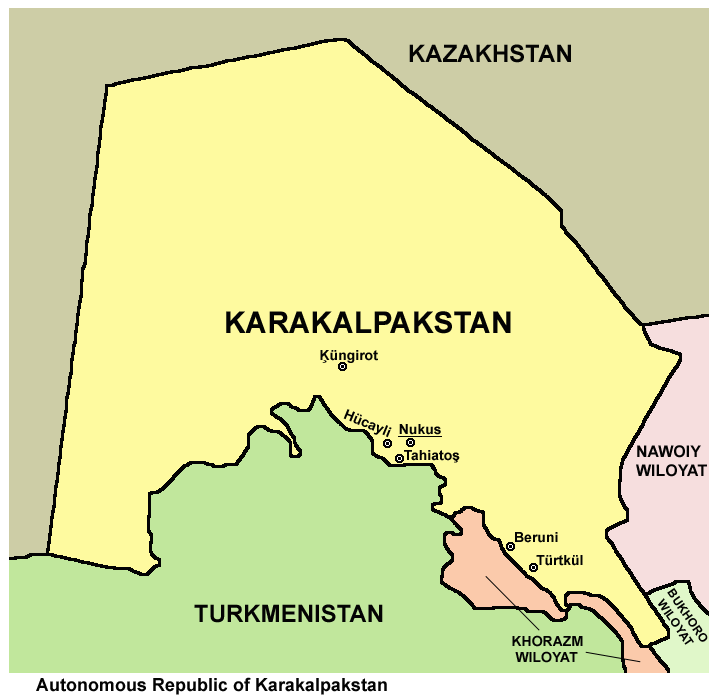 KAZAKHSTAN
KARAKALPAKSTAN
Ķüngirot
Hücayli
Nukus
Tahiatoş
NAWOIY
WILOYAT
Beruni
Türtkül
BUKHORO
WILOYAT
TURKMENISTAN
KHORAZM
WILOYAT
Autonomous Republic of Karakalpakstan